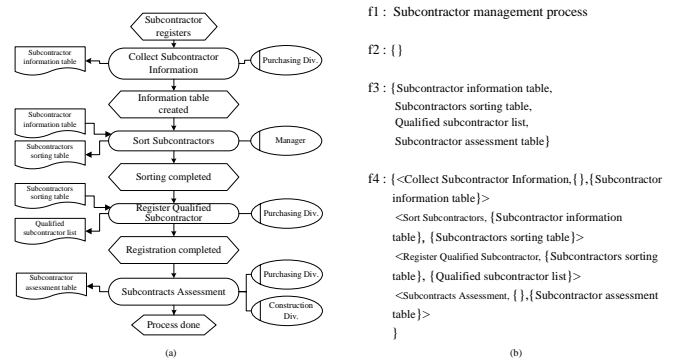 Subcontractor
registers
Subcontractor
information table
Collect Subcontractor
Information
Purchasing Div.
Information table
created
Subcontractor
information table
Sort Subcontractors
Manager
Subcontractors
sorting table
Sorting completed
Subcontractors
sorting table
Register Qualified
Subcontractor
Purchasing Div.
Qualified
subcontractor list
Registration completed
Subcontractor
assessment table
Subcontracts Assessment
Purchasing Div.
Construction
Div.
Process done
(a)
f1 : Subcontractor management process
f2 : {}
f3 : {Subcontractor information table,
Subcontractors sorting table,
Qualified subcontractor list,
Subcontractor assessment table}
f4 : {<Collect Subcontractor Information,{},{Subcontractor
information table}>
<Sort Subcontractors, {Subcontractor information
table}, {Subcontractors sorting table}>
<Register Qualified Subcontractor, {Subcontractors sorting
table}, {Qualified subcontractor list}>
<Subcontracts Assessment, {},{Subcontractor assessment
table}>
}
(b)